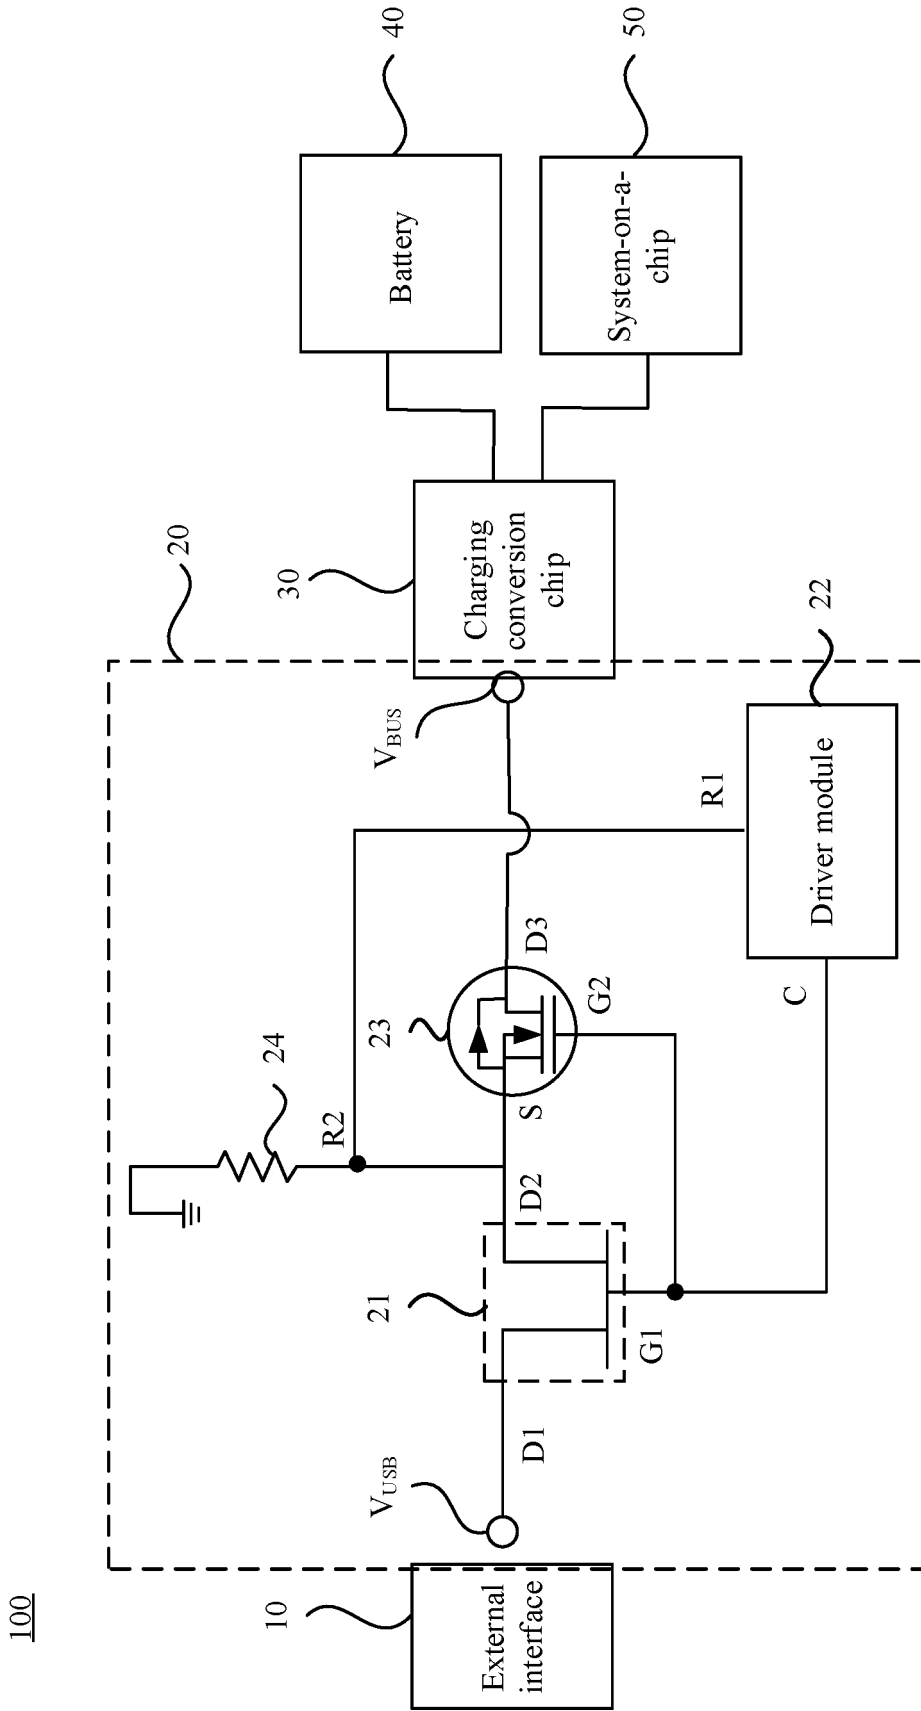 100
10
External
interface
V_USB
D1
20
21
G1
D2
24
R2
23
S
G2
D3
V_BUS
C
R1
Driver module
22
30
Charging
conversion
chip
40
Battery
50
System-on-a-
chip